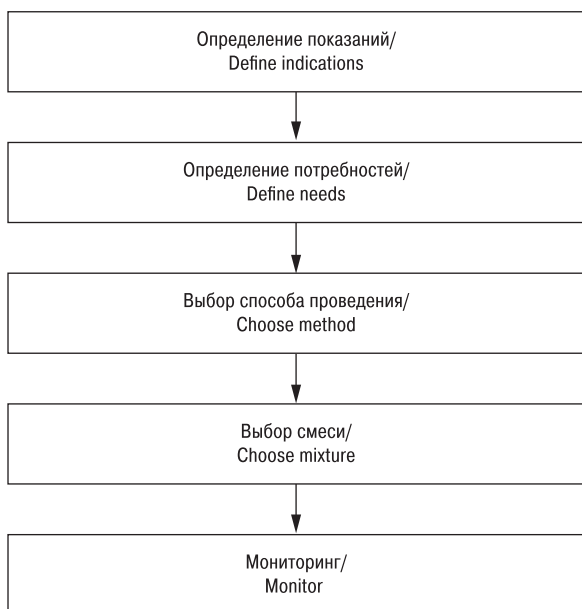 Определение показаний/
Define indications
Определение потребностей/
Define needs
Выбор способа проведения/
Choose method
Выбор смеси/
Choose mixture
Мониторинг/
Monitor